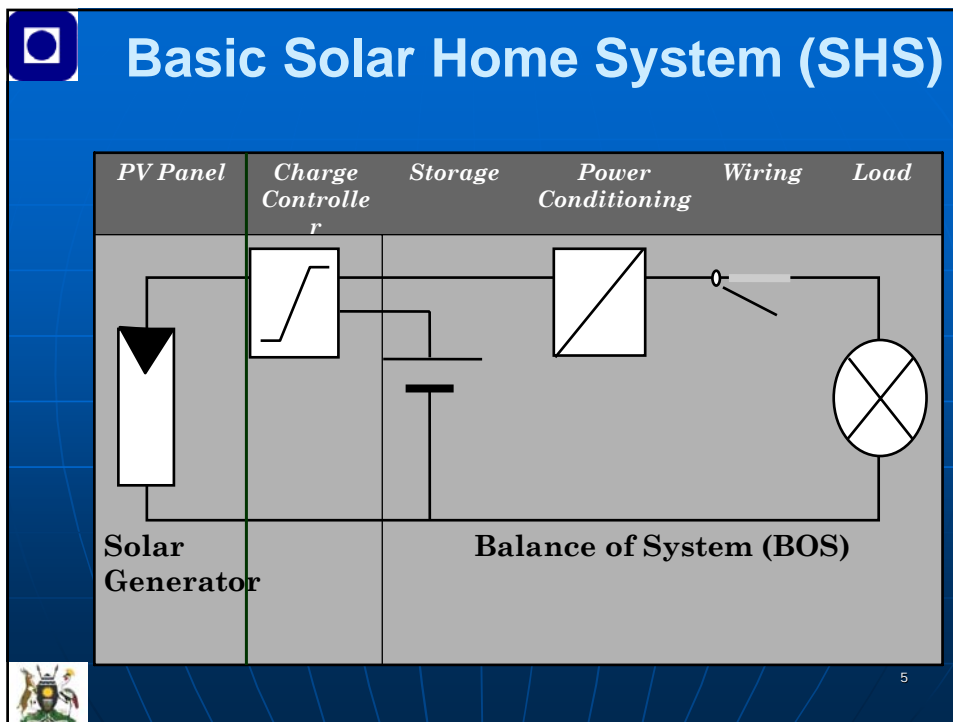 Basic Solar Home System (SHS)
PV Panel
Charge
Controlle
r
Storage
Power
Conditioning
Wiring
Load
Solar
Generator
Balance of System (BOS)
5